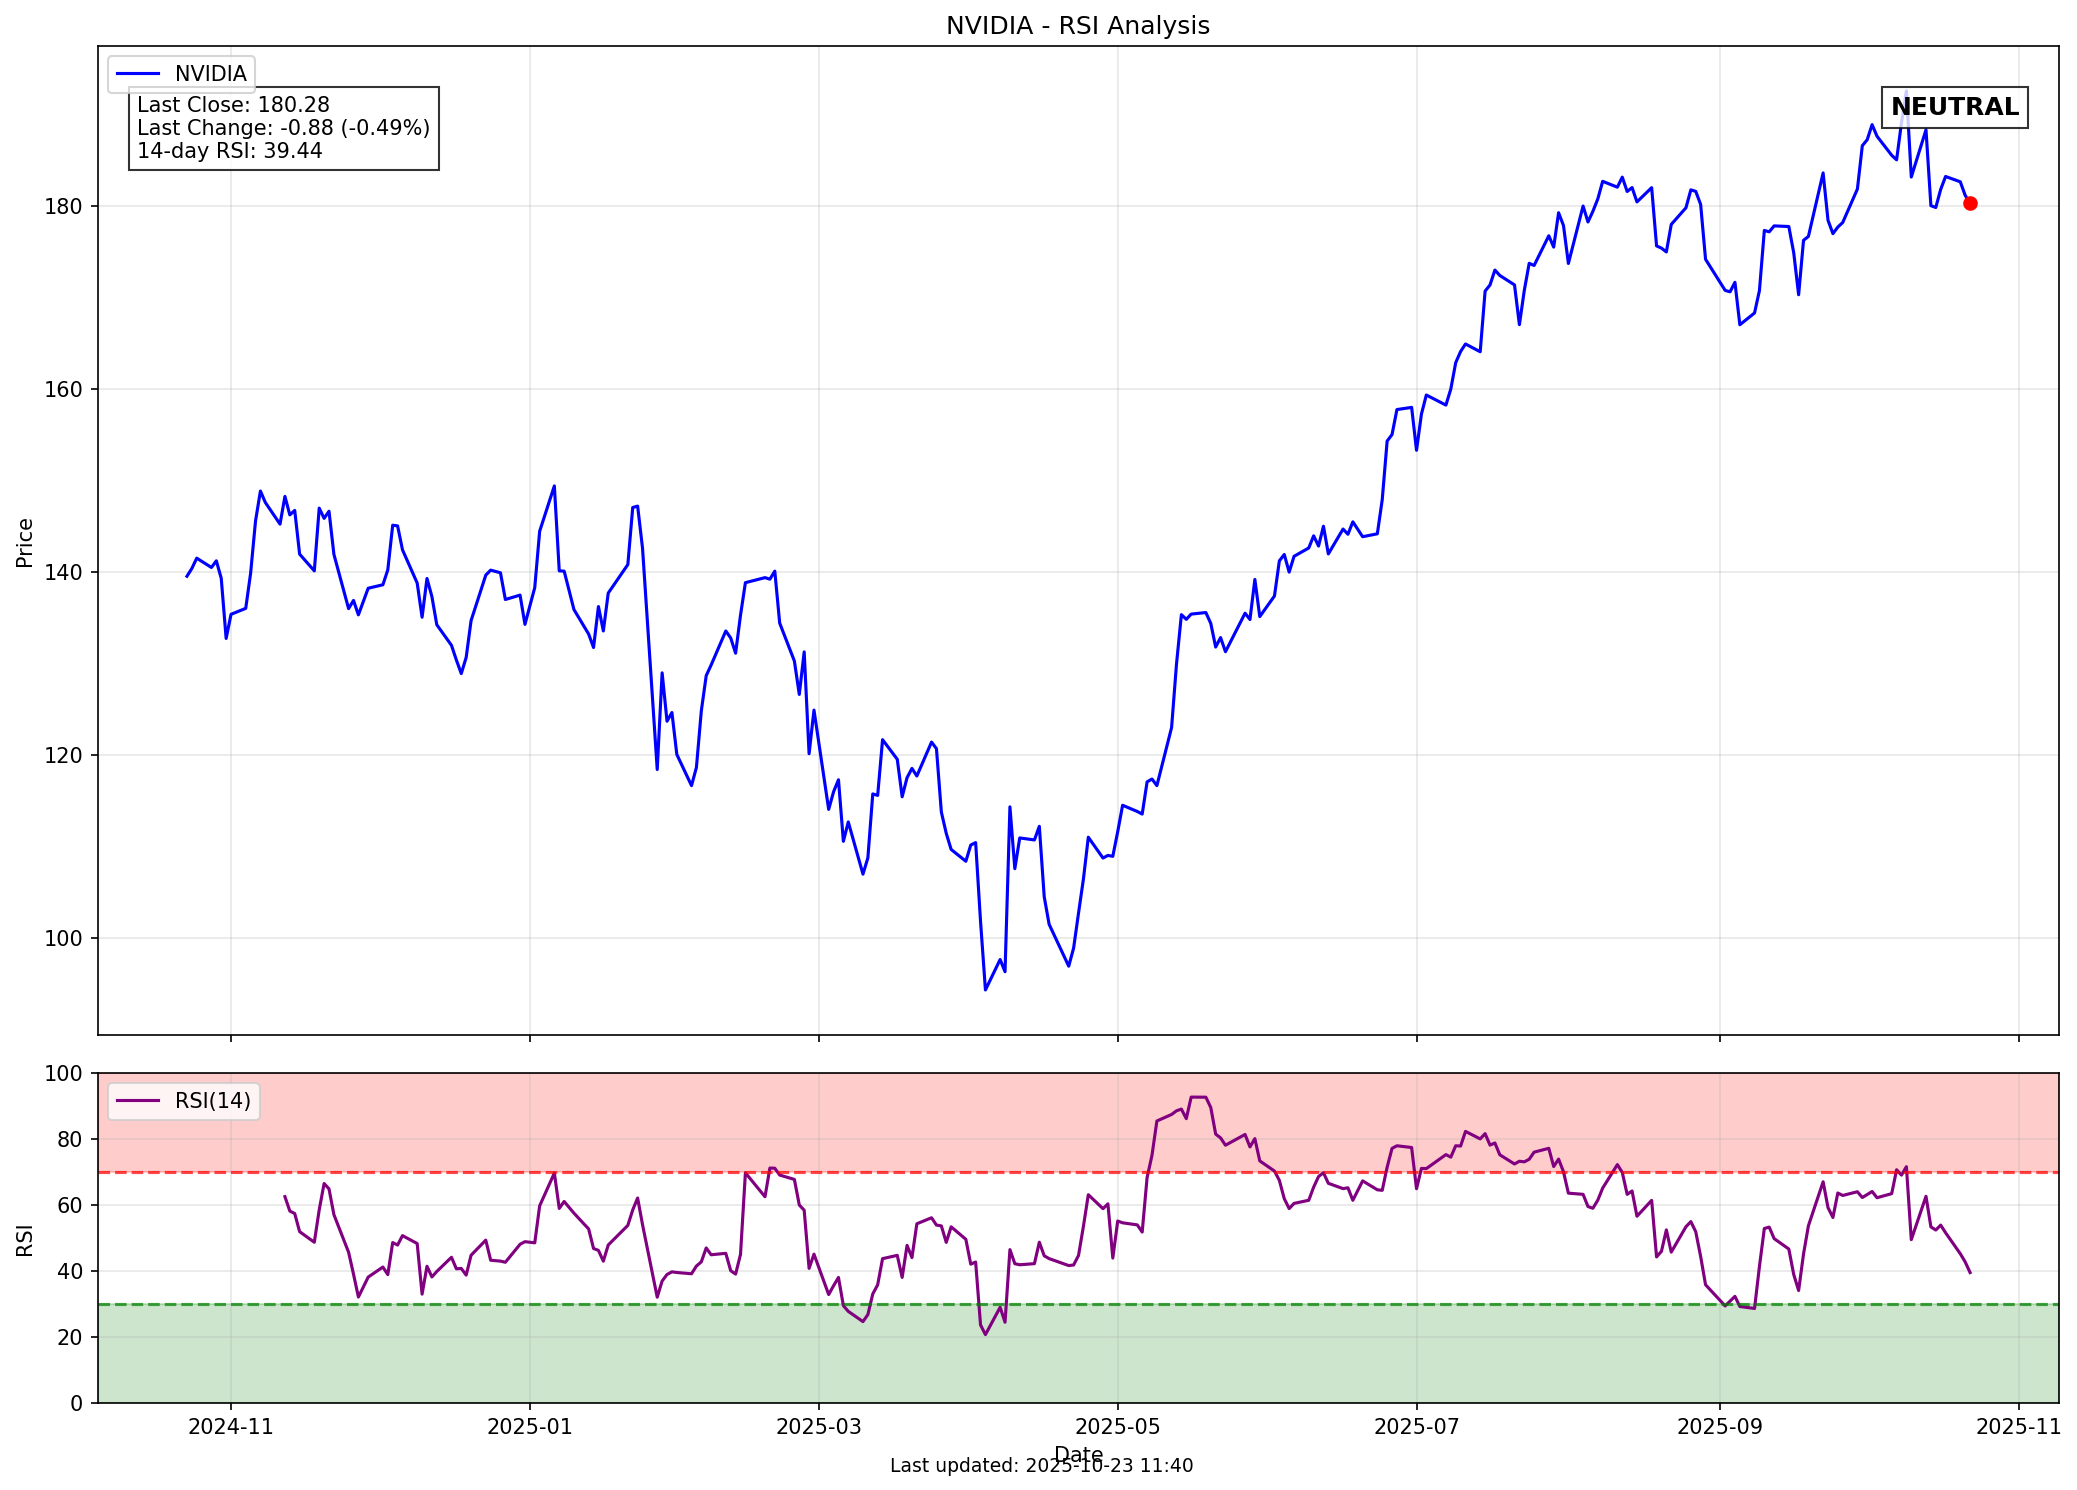 NVIDIA - RSI Analysis
NVIDIA
Last Close: 180.28
Last Change: -0.88 (-0.49%)
14-day RSI: 39.44
NEUTRAL
Price
180
160
140
120
100
RSI(14)
RSI
100
80
60
40
20
0
2024-11
2025-01
2025-03
2025-05
2025-07
2025-09
2025-11
Date
Last updated: 2025-10-23 11:40